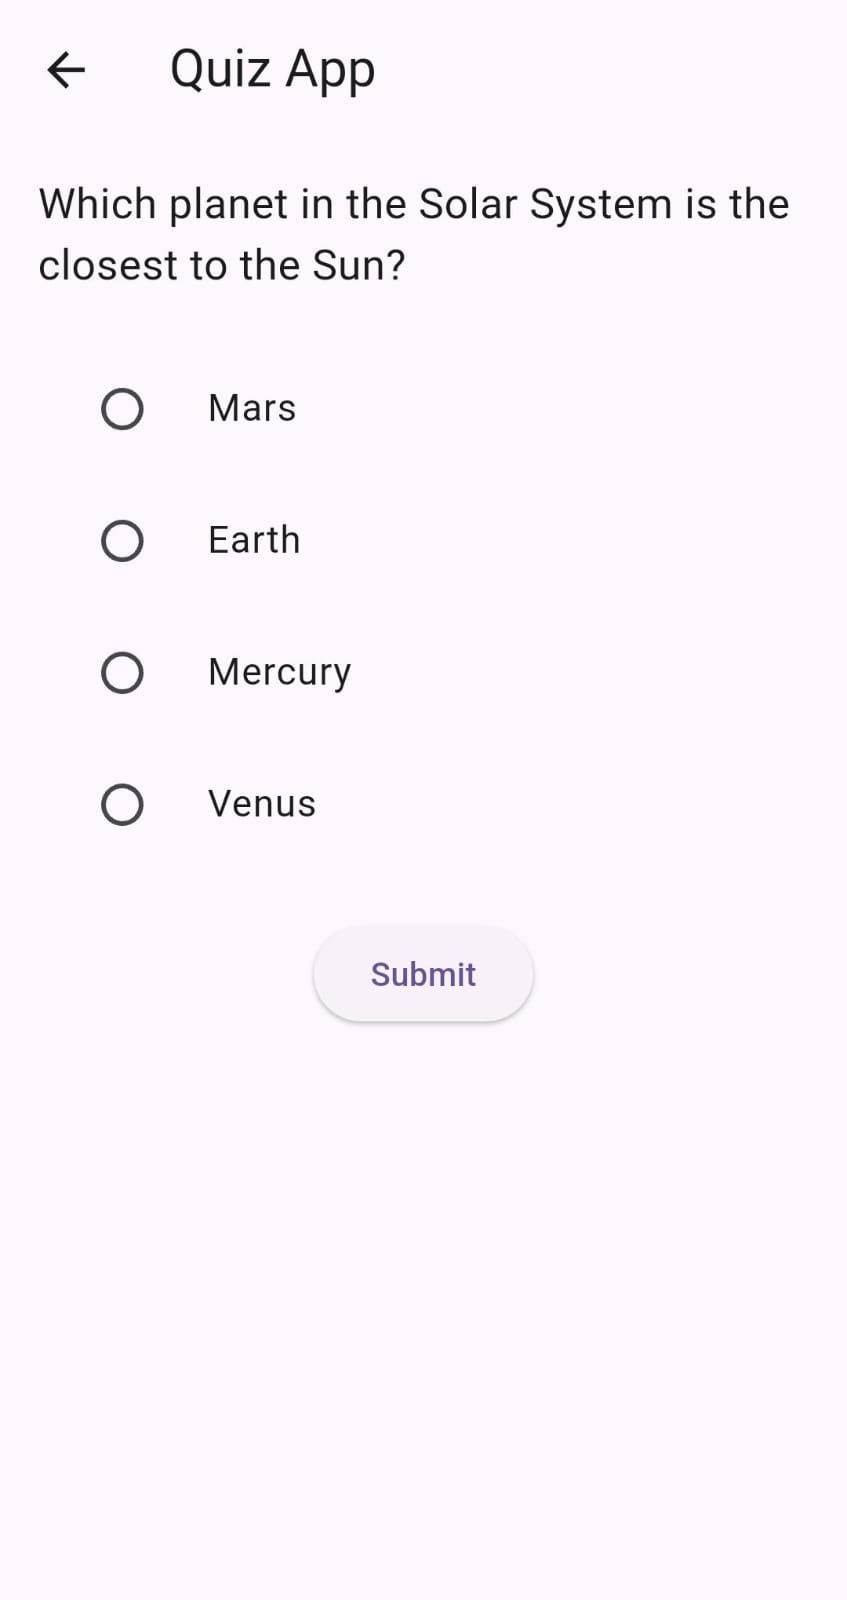 Quiz App
Which planet in the Solar System is the
closest to the Sun?
Mars
Earth
Mercury
Venus
Submit